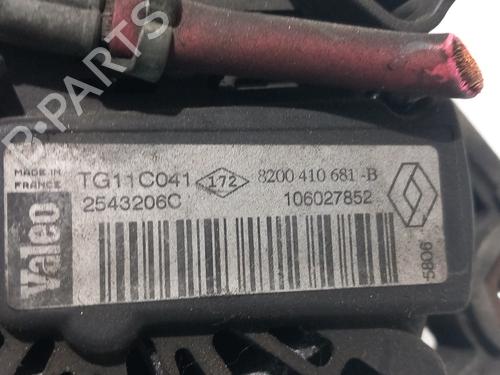 B-PARTS
MADE IN
FRANCE
TG11C041 172 8200 410 681 -B
2543206C 106027852
Valeo
5806